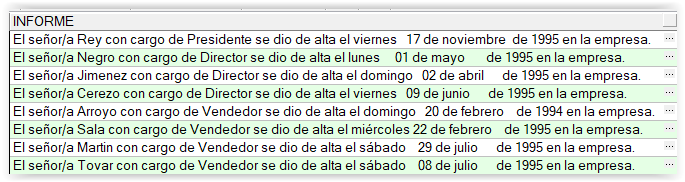 INFORME
El señor/a Rey con cargo de Presidente se dio de alta el viernes 17 de noviembre de 1995 en la empresa. ...
El señor/a Negro con cargo de Director se dio de alta el lunes 01 de mayo de 1995 en la empresa. ...
El señor/a Jimenez con cargo de Director se dio de alta el domingo 02 de abril de 1995 en la empresa. ...
El señor/a Cerezo con cargo de Director se dio de alta el viernes 09 de junio de 1995 en la empresa. ...
El señor/a Arroyo con cargo de Vendedor se dio de alta el domingo 20 de febrero de 1994 en la empresa. ...
El señor/a Sala con cargo de Vendedor se dio de alta el miércoles 22 de febrero de 1995 en la empresa. ...
El señor/a Martin con cargo de Vendedor se dio de alta el sábado 29 de julio de 1995 en la empresa. ...
El señor/a Tovar con cargo de Vendedor se dio de alta el sábado 08 de julio de 1995 en la empresa. ...